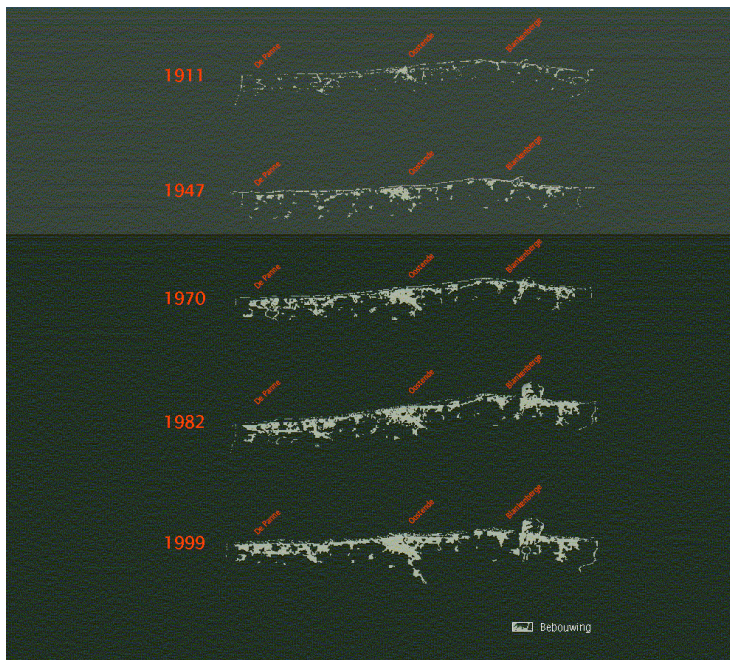 De Panne
Oostende
Blankenberge
1911
De Panne
Oostende
Blankenberge
1947
De Panne
Oostende
Blankenberge
1970
De Panne
Oostende
Blankenberge
1982
De Panne
Oostende
Blankenberge
1999
Bebouwing